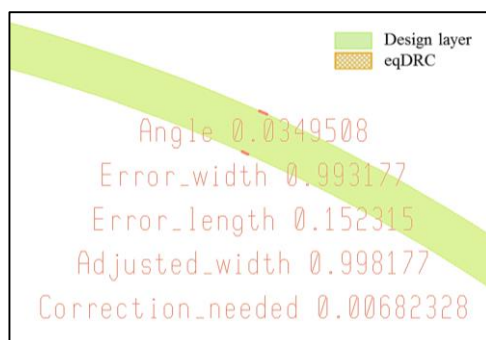 Design layer
eqDRC
Angle 0.0349508
Error_width 0.993177
Error_length 0.152315
Adjusted_width 0.998177
Correction_needed 0.00682328